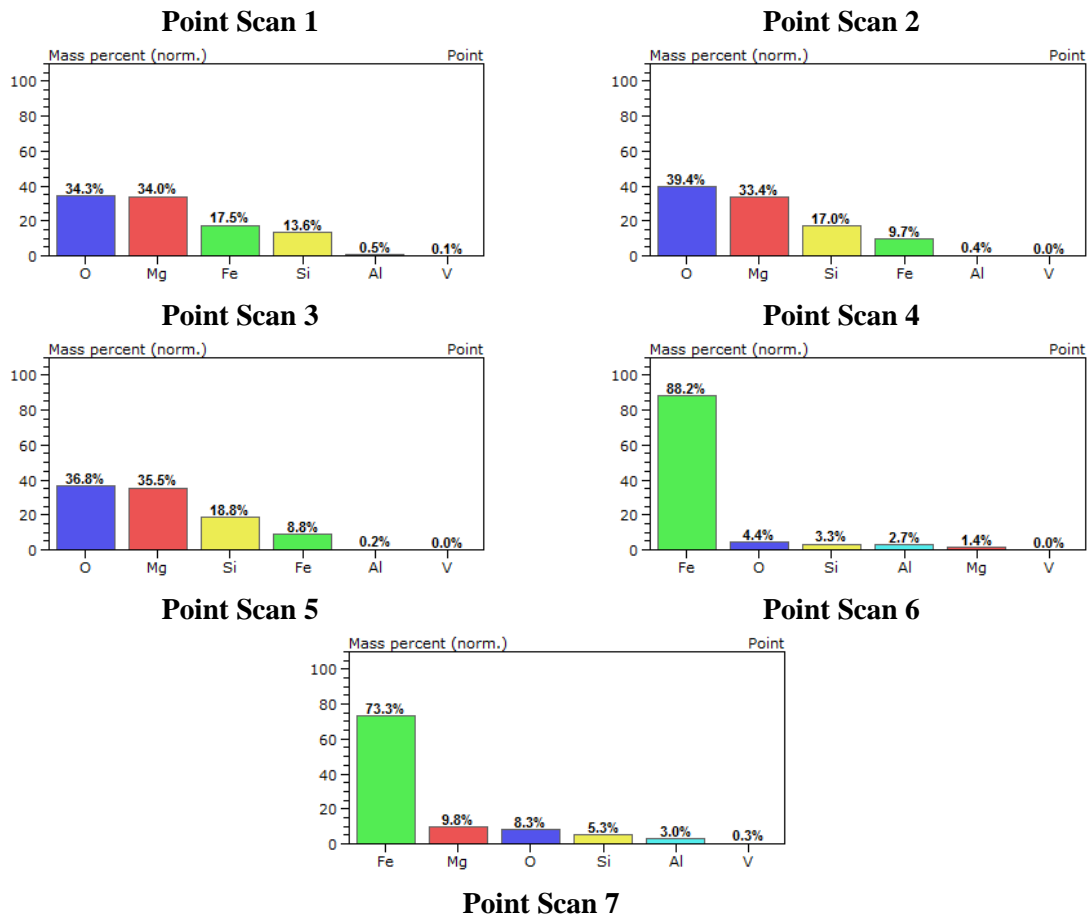 Point Scan 1 Point Scan 2
Mass percent (norm.) Point Mass percent (norm.) Point
100 100
80 80
60 60
40 34.3% 34.0% 40 39.4% 33.4%
20 17.5% 13.6% 20 17.0% 9.7%
0 0.5% 0.1% 0 0.4% 0.0%
O Mg Fe Si Al V O Mg Si Fe Al V
Point Scan 3 Point Scan 4
Mass percent (norm.) Point Mass percent (norm.) Point
100 100
80 88.2% 80
60 60
40 36.8% 35.5% 40
20 18.8% 8.8% 20
0 0.2% 0.0% 0 4.4% 3.3% 2.7% 1.4% 0.0%
O Mg Si Fe Al V Fe O Si Al Mg V
Point Scan 5 Point Scan 6
Mass percent (norm.) Point
100
80 73.3%
60
40
20 9.8% 8.3% 5.3% 3.0% 0.3%
0
Fe Mg O Si Al V
Point Scan 7